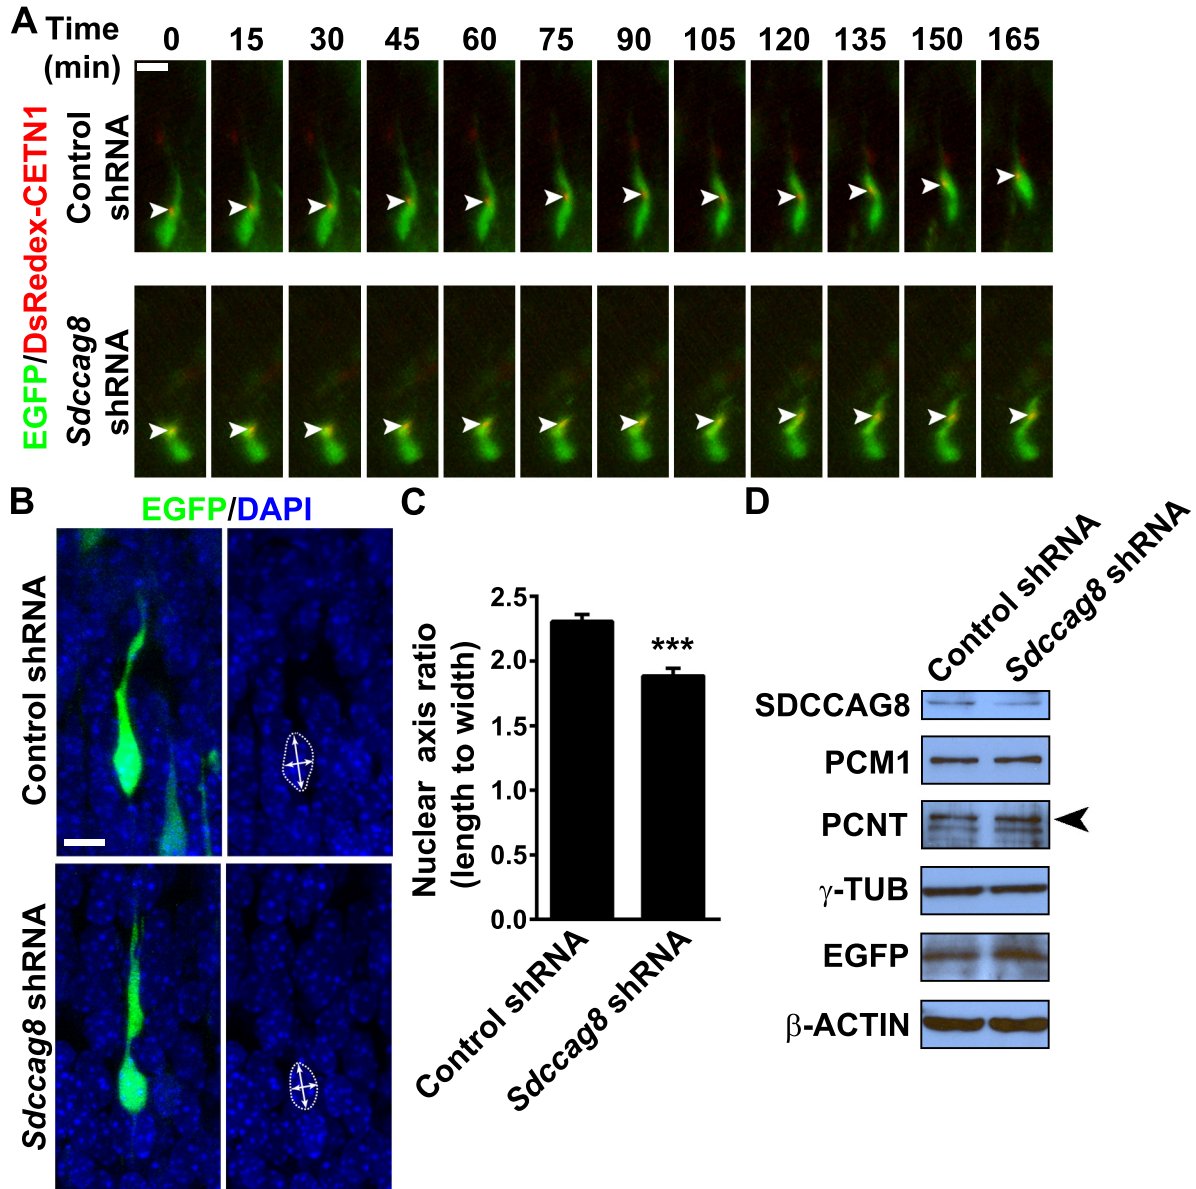 A
Time (min)
0 15 30 45 60 75 90 105 120 135 150 165
EGFP/DsRedex-CETN1
Control shRNA
Sdccag8 shRNA
B
EGFP/DAPI
Control shRNA
Sdccag8 shRNA
C
Nuclear axis ratio
(length to width)
2.5
2.0
1.5
1.0
0.5
0.0
***
Control shRNA
Sdccag8 shRNA
D
Control shRNA
Sdccag8 shRNA
SDCCAG8
PCM1
PCNT
γ-TUB
EGFP
β-ACTIN